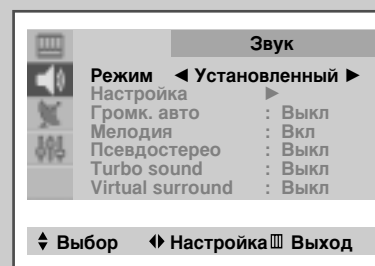 Звук
Режим ◄ Установленный ►
Настройка ►
Громк. авто : Выкл
Мелодия : Вкл
Псевдостерео : Выкл
Turbo sound : Выкл
Virtual surround : Выкл
Выбор Настройка Выход